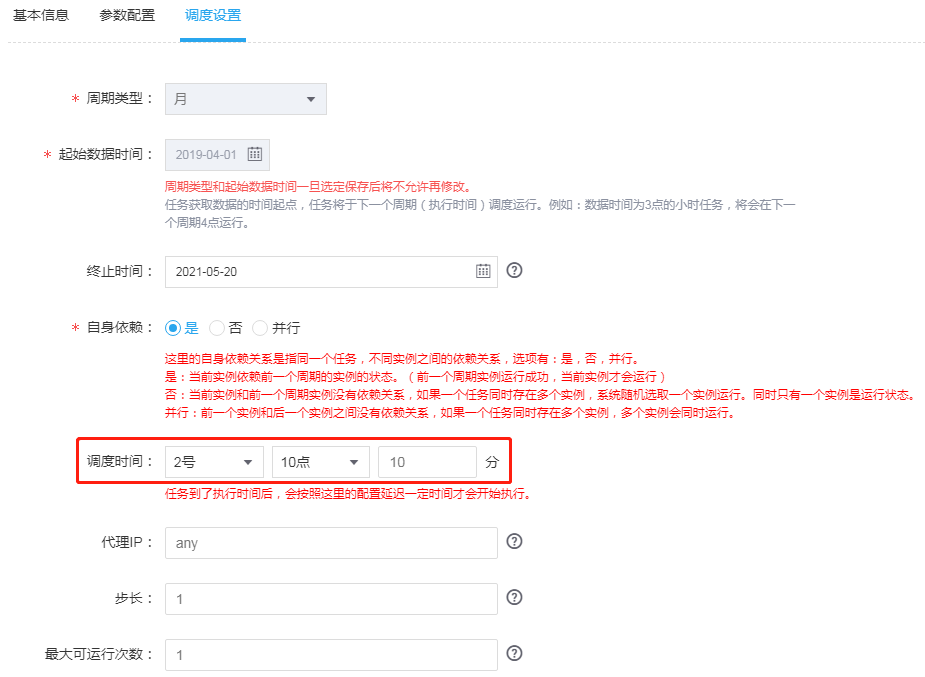 基本信息 参数配置 调度设置
* 周期类型： 月
* 起始数据时间： 2019-04-01
周期类型和起始数据时间一旦选定保存后将不允许再修改。
任务获取数据的时间起点，任务将于下一个周期（执行时间）调度运行。例如：数据时间为3点的小时任务，将会在下一
个周期4点运行。
终止时间： 2021-05-20
* 自身依赖： 是 否 并行
这里的自身依赖关系是指同一个任务，不同实例之间的依赖关系，选项有：是，否，并行。
是：当前实例依赖前一个周期的实例的状态。（前一个周期实例运行成功，当前实例才会运行）
否：当前实例和前一个周期实例没有依赖关系，如果一个任务同时存在多个实例，系统随机选取一个实例运行。同时只有一个实例是运行状态。
并行：前一个实例和后一个实例之间没有依赖关系，如果一个任务同时存在多个实例，多个实例会同时运行。
调度时间： 2号 10点 10 分
任务到了执行时间后，会按照这里的配置延迟一定时间才会开始执行。
代理IP： any
步长： 1
最大可运行次数： 1